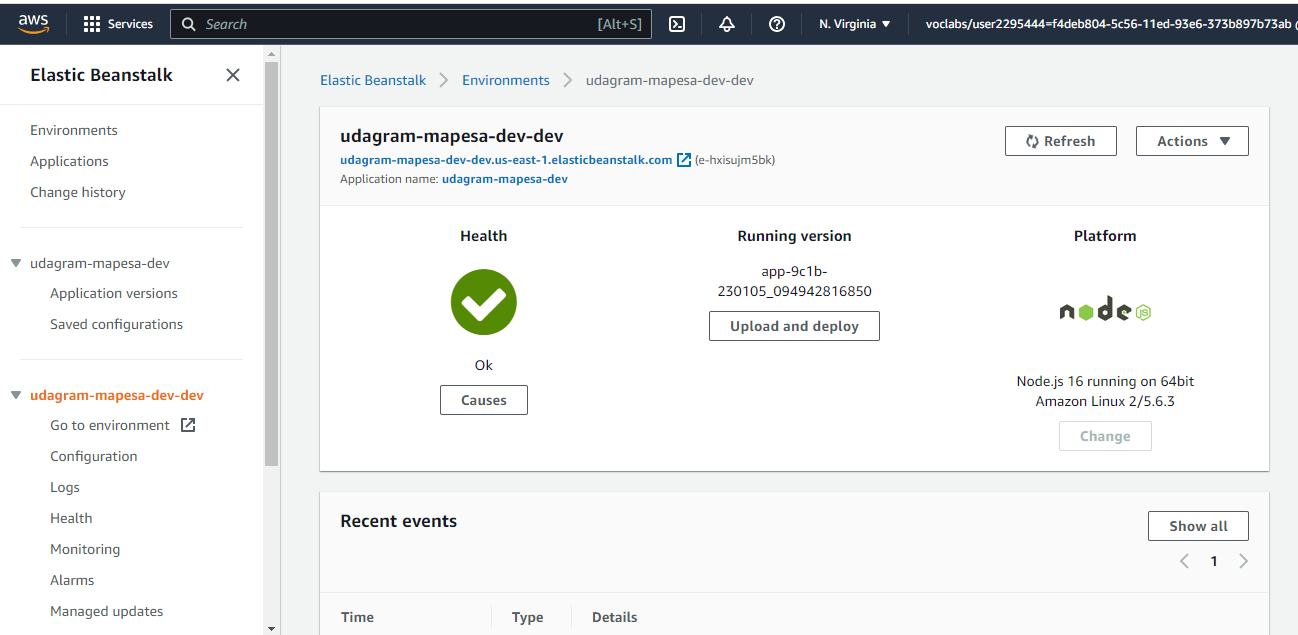 aws
Services
Search
[Alt+S]
N. Virginia
voclabs/user2295444=f4deb804-5c56-11ed-93e6-373b897b73ab
Elastic Beanstalk
Environments
Applications
Change history
udagram-mapesa-dev
Application versions
Saved configurations
udagram-mapesa-dev-dev
Go to environment
Configuration
Logs
Health
Monitoring
Alarms
Managed updates
Elastic Beanstalk > Environments > udagram-mapesa-dev-dev
udagram-mapesa-dev-dev
udagram-mapesa-dev-dev.us-east-1.elasticbeanstalk.com (e-hxisujm5bk)
Application name: udagram-mapesa-dev
Refresh
Actions
Health
Ok
Causes
Running version
app-9c1b-
230105_094942816850
Upload and deploy
Platform
node
JS
Node.js 16 running on 64bit
Amazon Linux 2/5.6.3
Change
Recent events
Show all
1
Time
Type
Details